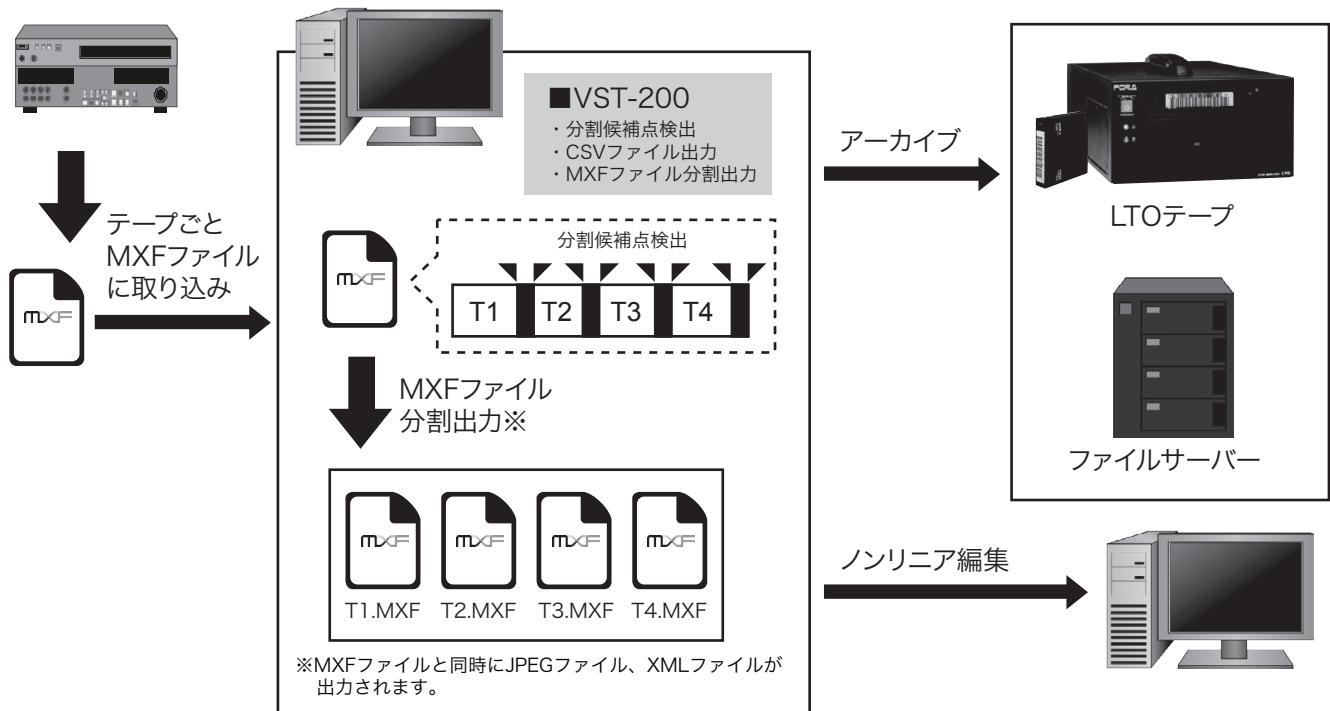 テープごと
MXFファイル
に取り込み
MXF
■VST-200
・分割候補点検出
・CSVファイル出力
・MXFファイル分割出力
MXF
分割候補点検出
T1 T2 T3 T4
MXFファイル
分割出力※
MXF MXF MXF MXF
T1.MXF T2.MXF T3.MXF T4.MXF
※MXFファイルと同時にJPEGファイル、XMLファイルが
出力されます。
アーカイブ
FOR.A
LTO
LTOテープ
ファイルサーバー
ノンリニア編集